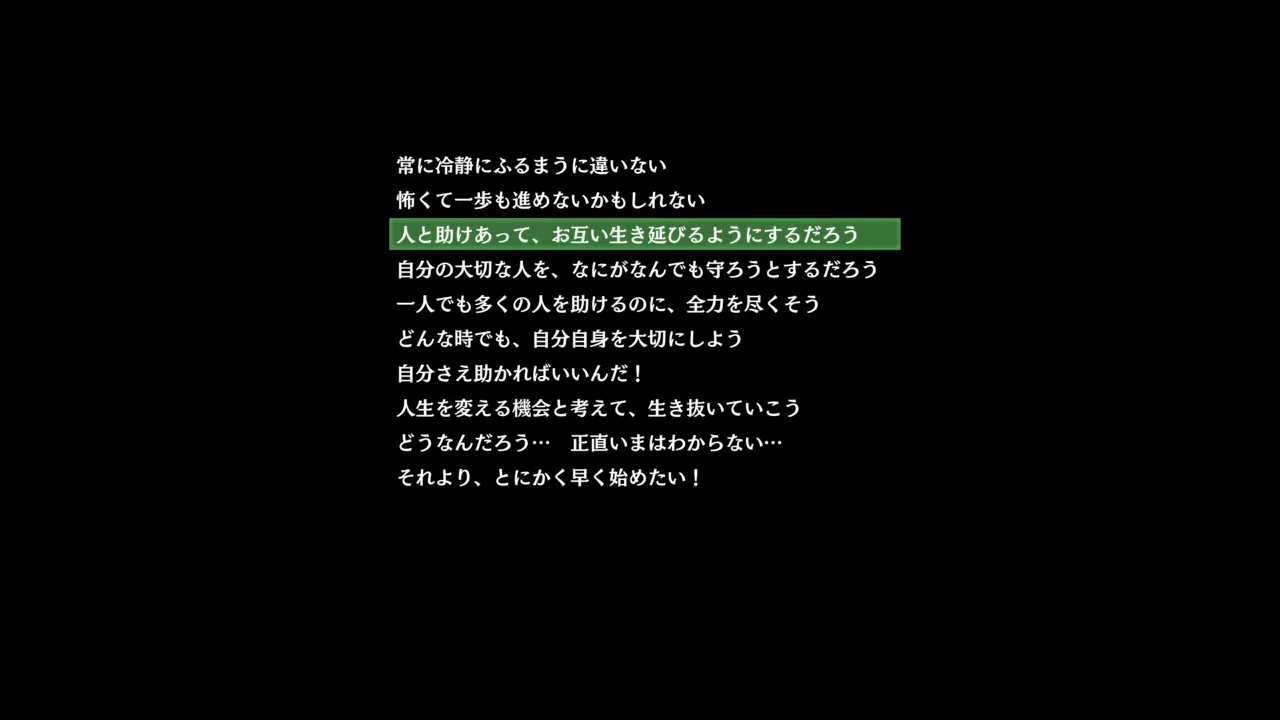 常に冷静にふるまうに違いない
怖くて一歩も進めないかもしれない
人と助けあって、お互い生き延びるようにするだろう
自分の大切な人を、なにがなんでも守ろうとするだろう
一人でも多くの人を助けるのに、全力を尽くそう
どんな時でも、自分自身を大切にしよう
自分さえ助かればいいんだ！
人生を変える機会と考えて、生き抜いていこう
どうなんだろう…　正直いまはわからない…
それより、とにかく早く始めたい！